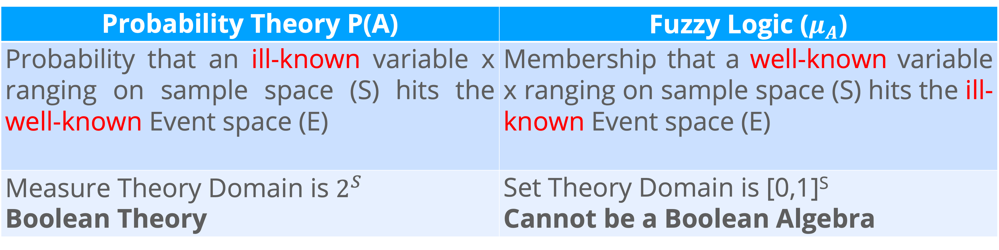 Probability Theory P(A)
Fuzzy Logic (μ_A)
Probability that an ill-known variable x
ranging on sample space (S) hits the
well-known Event space (E)
Membership that a well-known variable
x ranging on sample space (S) hits the ill-
known Event space (E)
Measure Theory Domain is 2^S
Boolean Theory
Set Theory Domain is [0,1]^S
Cannot be a Boolean Algebra